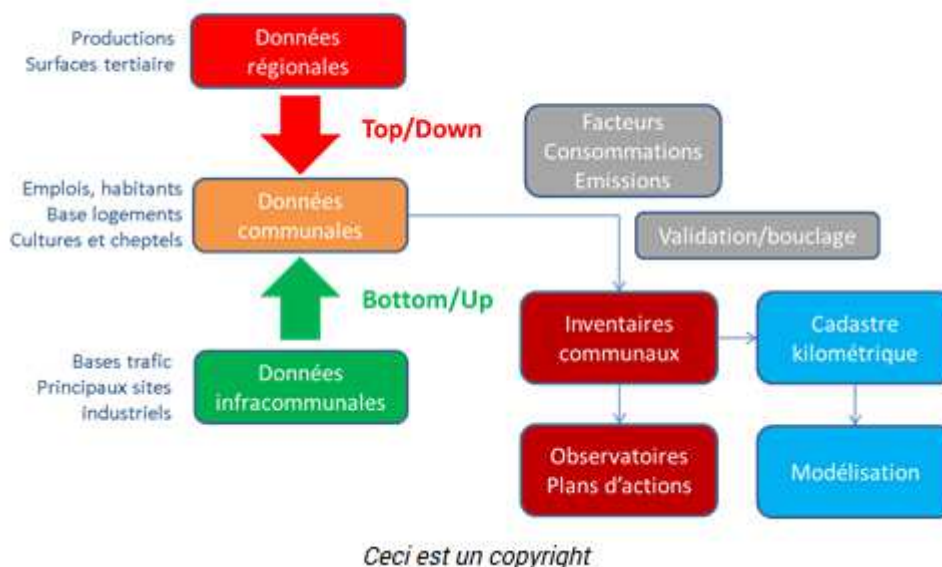 Productions
Surfaces tertiaire
Données
régionales
Top/Down
Facteurs
Consommations
Emissions
Emplois, habitants
Base logements
Cultures et cheptels
Données
communales
Validation/bouclage
Bottom/Up
Inventaires
communaux
Cadastre
kilométrique
Bases trafic
Principaux sites
industriels
Données
infracommunales
Observatoires
Plans d'actions
Modélisation
Ceci est un copyright